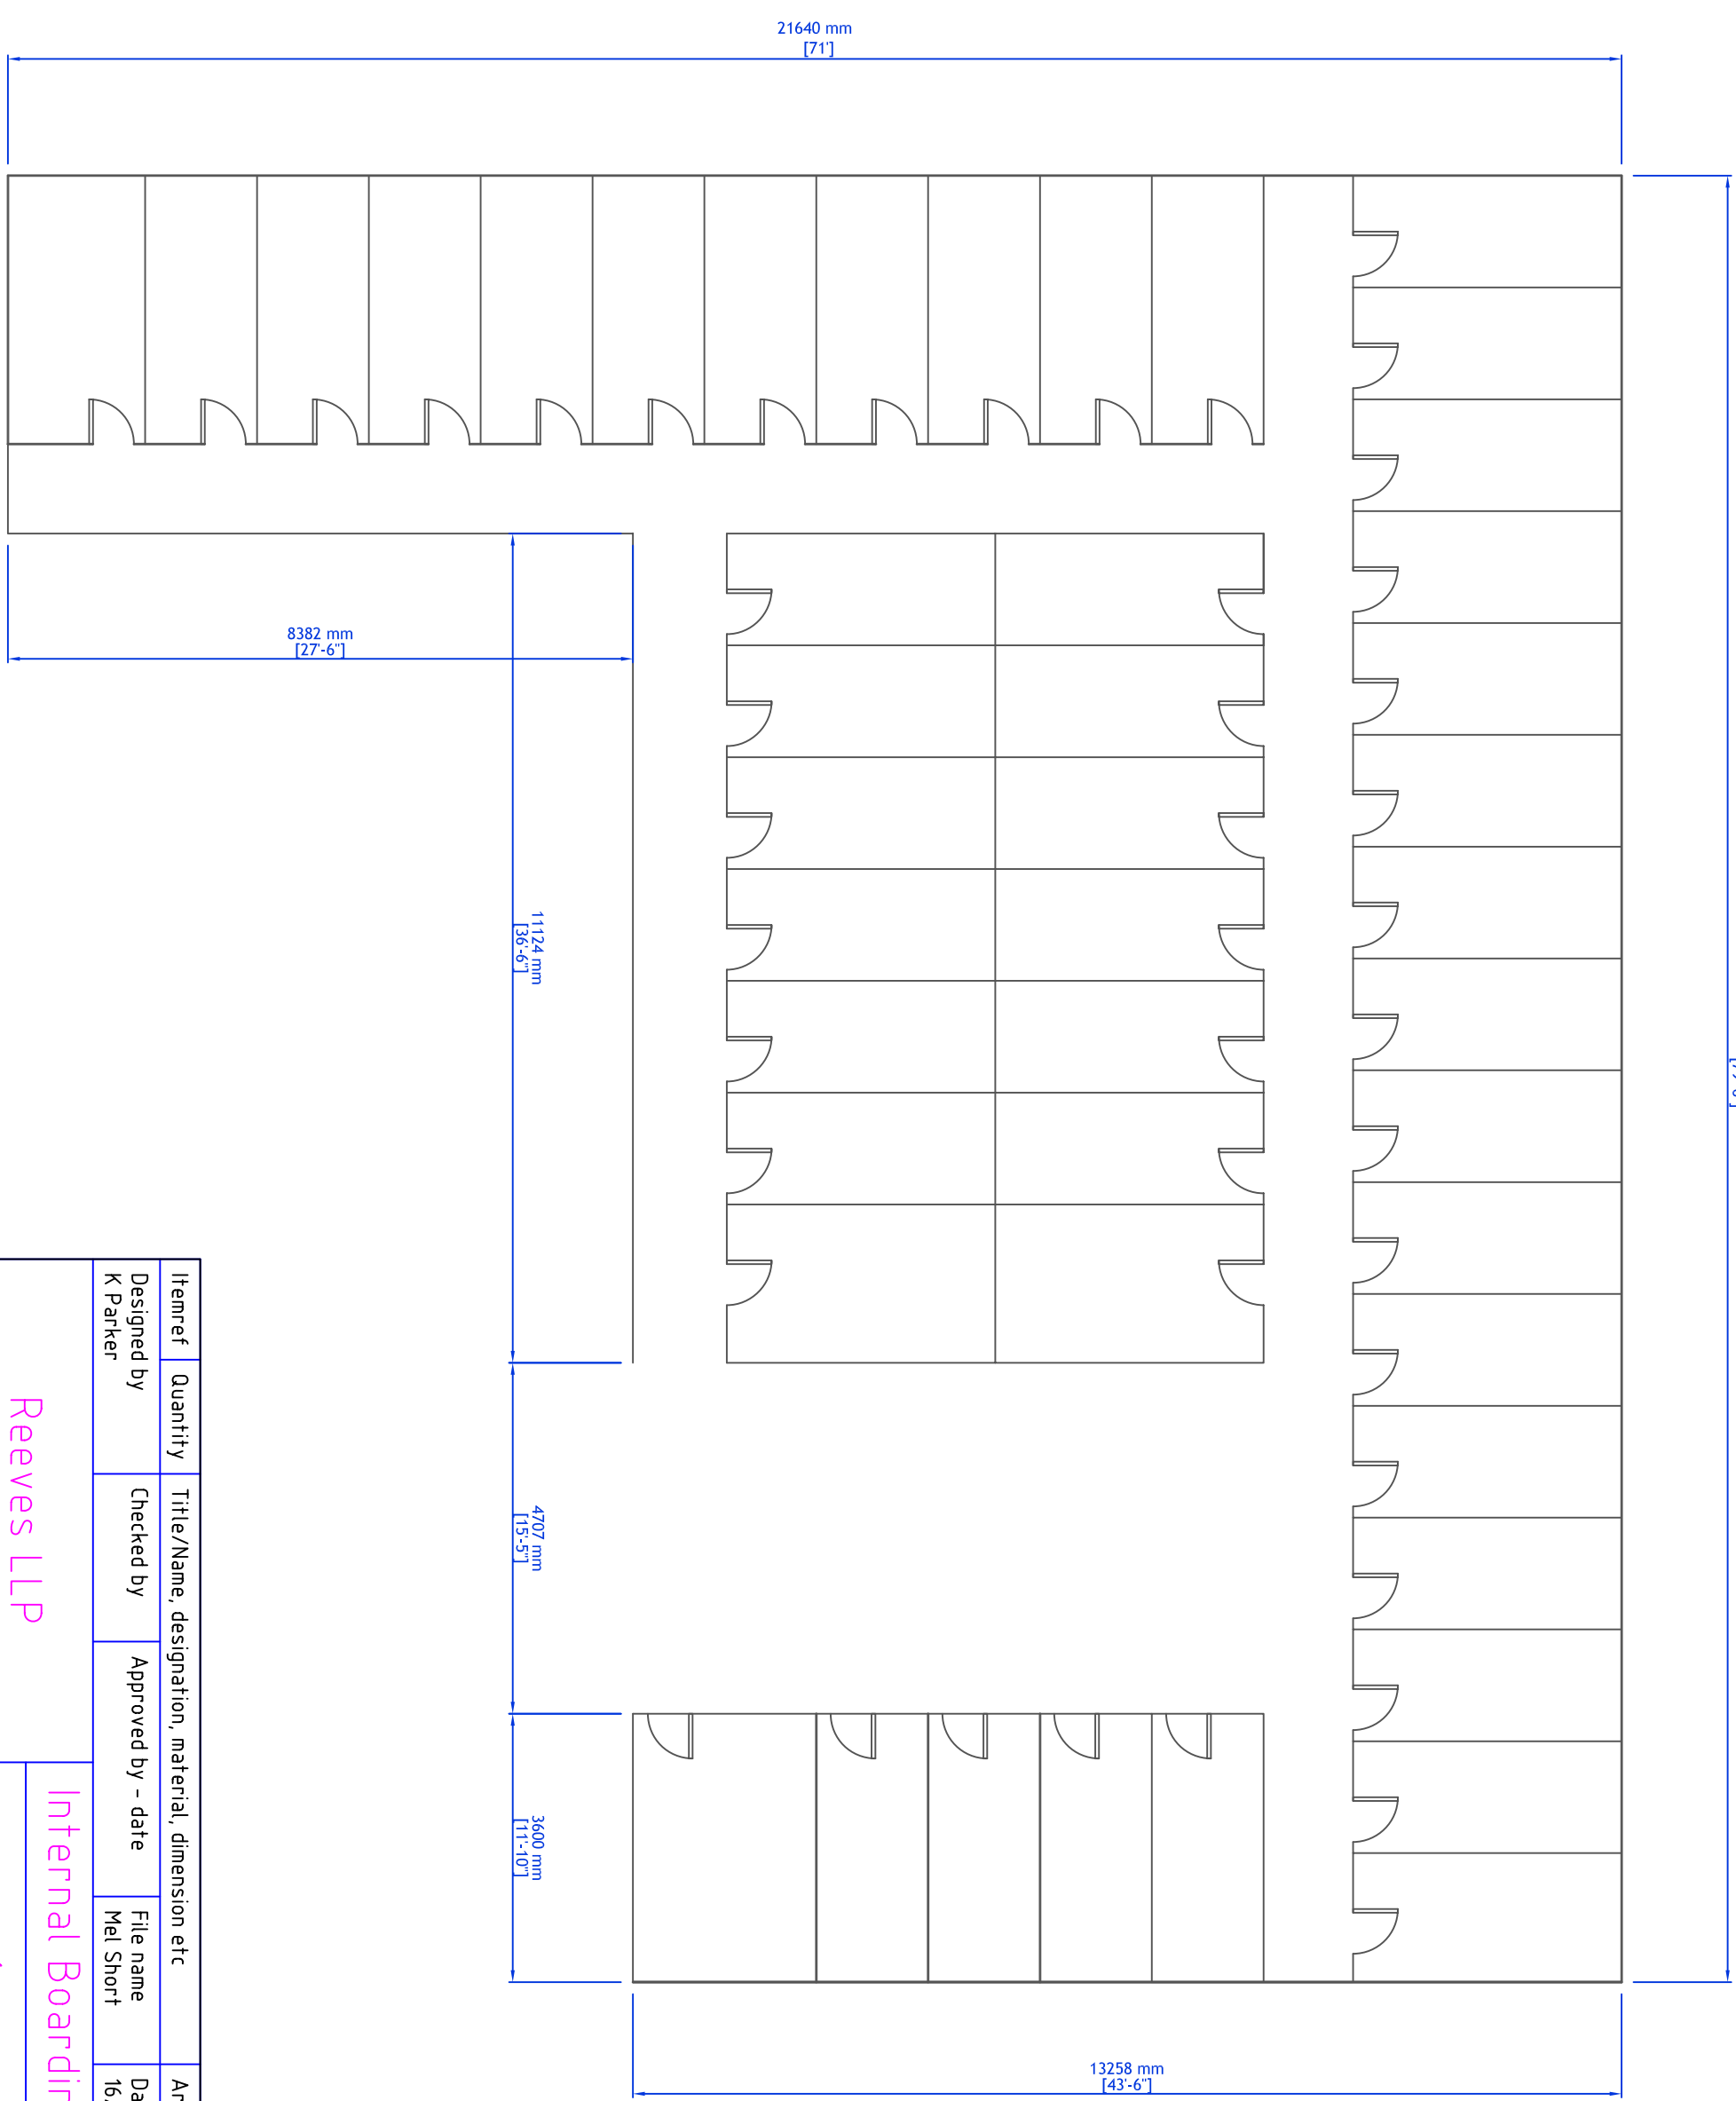 21640 mm
[71']
8382 mm
[27'-6"]
11124 mm
[36'-6"]
4707 mm
[15'-5"]
3600 mm
[11'-10"]
13258 mm
[43'-6"]
Itemref
Quantity
Title/Name, designation, material, dimension etc
Designed by
K Parker
Checked by
Approved by - date
File name
Mel Short
Reeves LLP
Internal